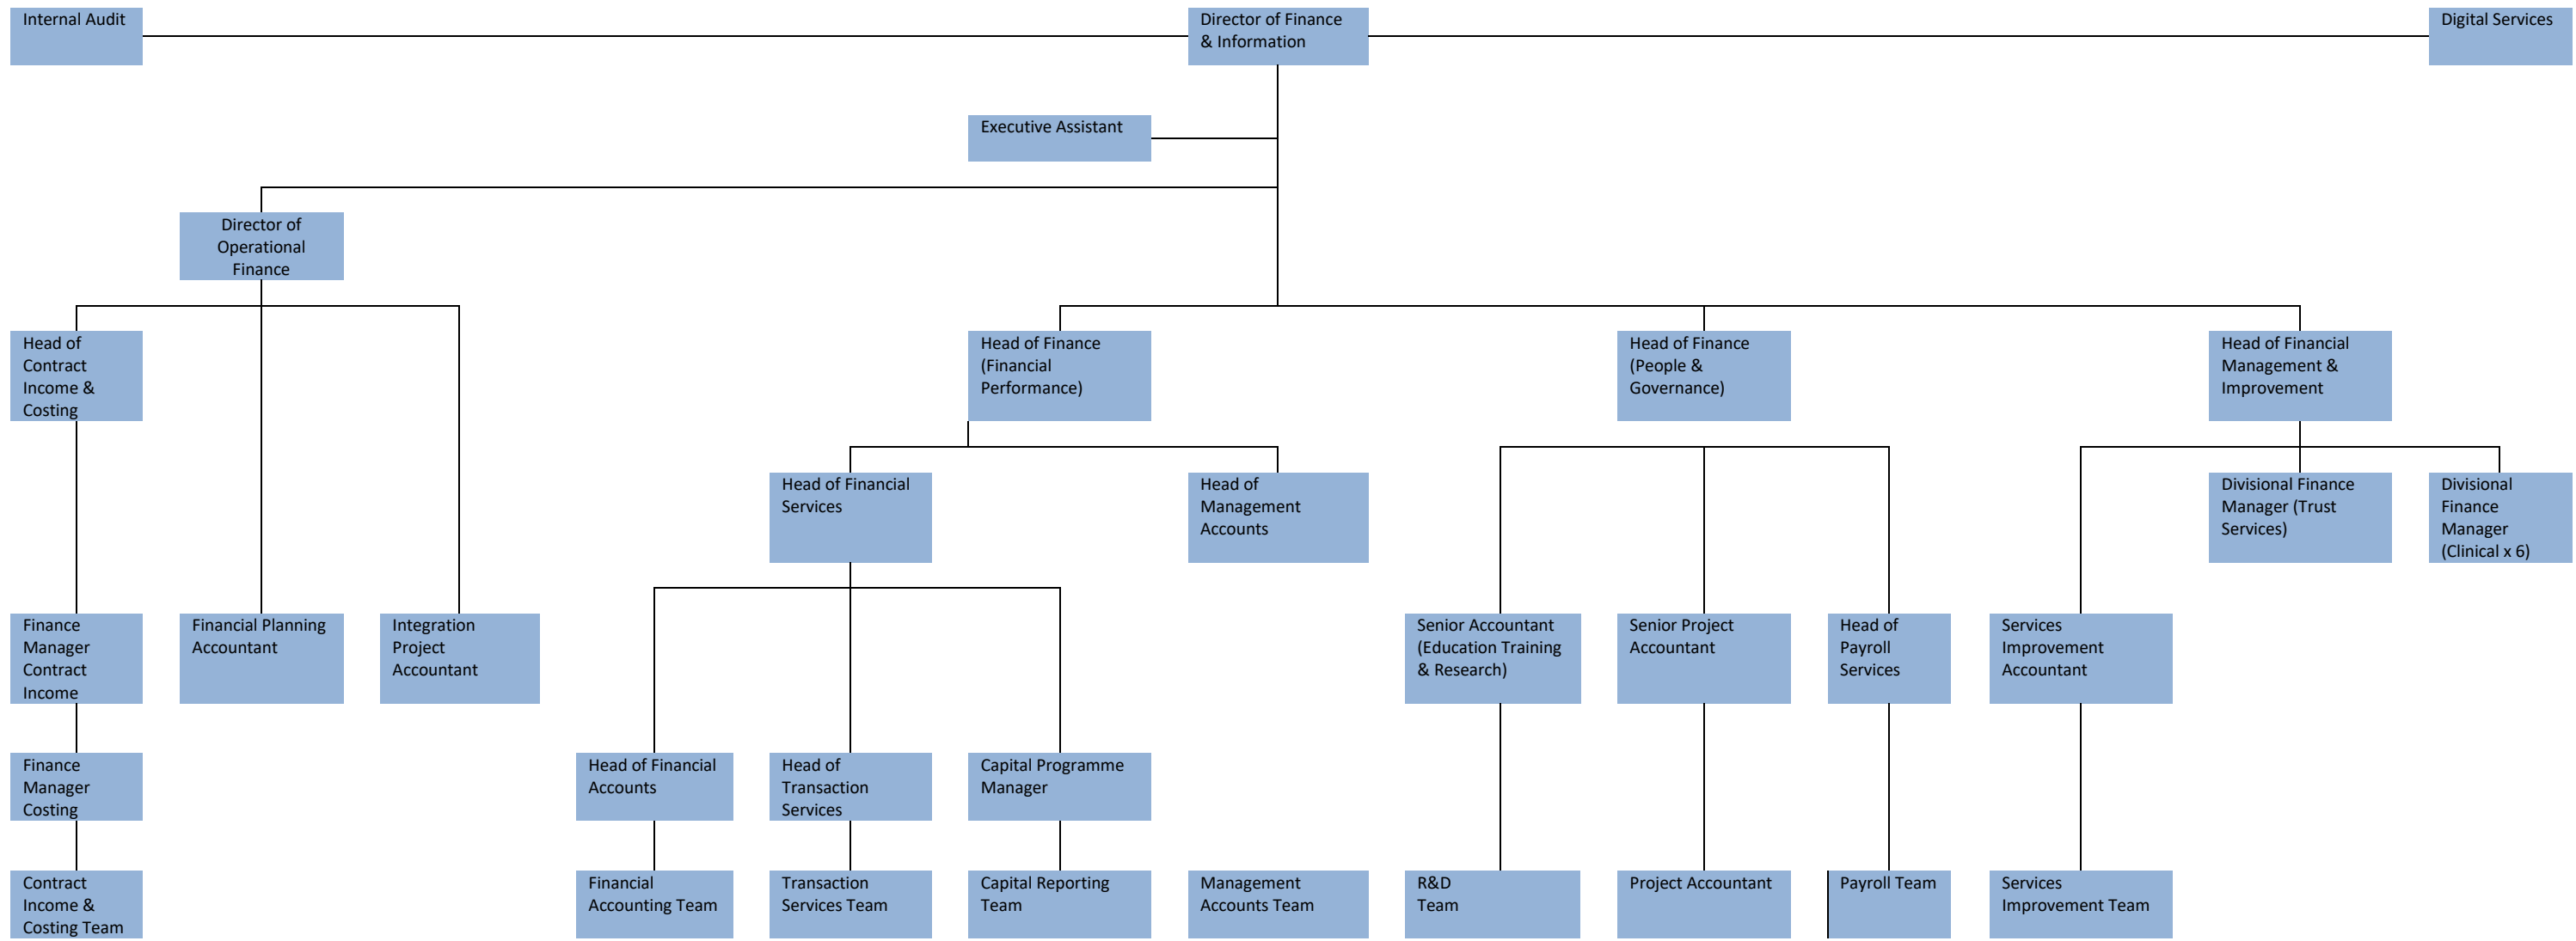 Internal Audit
Director of Finance
& Information
Digital Services
Executive Assistant
Director of
Operational
Finance
Head of
Contract
Income &
Costing
Head of Finance
(Financial
Performance)
Head of Finance
(People &
Governance)
Head of Financial
Management &
Improvement
Head of Financial
Services
Head of
Management
Accounts
Divisional Finance
Manager (Trust
Services)
Divisional
Finance
Manager
(Clinical x 6)
Finance
Manager
Contract
Income
Financial Planning
Accountant
Integration
Project
Accountant
Senior Accountant
(Education Training
& Research)
Senior Project
Accountant
Head of
Payroll
Services
Services
Improvement
Accountant
Finance
Manager
Costing
Head of Financial
Accounts
Head of
Transaction
Services
Capital Programme
Manager
Contract
Income &
Costing Team
Financial
Accounting Team
Transaction
Services Team
Capital Reporting
Team
Management
Accounts Team
R&D
Team
Project Accountant
Payroll Team
Services
Improvement Team